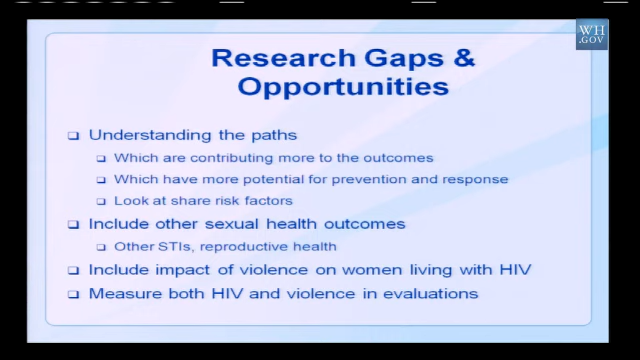 WH
.GOV
Research Gaps &
Opportunities
Understanding the paths
Which are contributing more to the outcomes
Which have more potential for prevention and response
Look at share risk factors
Include other sexual health outcomes
Other STIs, reproductive health
Include impact of violence on women living with HIV
Measure both HIV and violence in evaluations